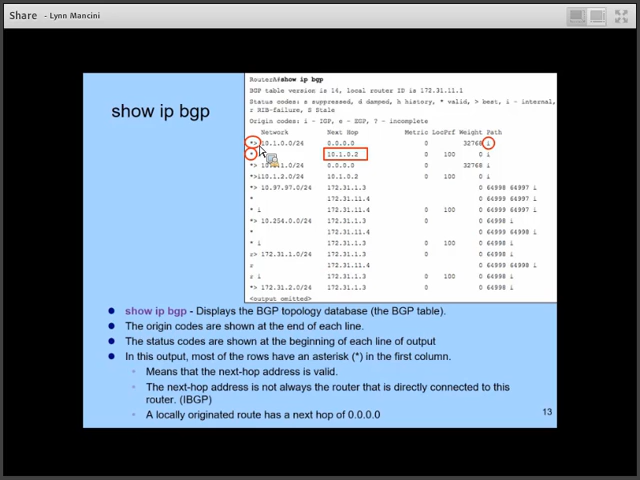 Share - Lynn Mancini
show ip bgp
RouterA#show ip bgp
BGP table version is 14, local router ID is 172.31.11.1
Status codes: s suppressed, d damped, h history, * valid, > best, i - internal,
r RIB-failure, S Stale
Origin codes: i - IGP, e - EGP, ? - incomplete
Network Next Hop Metric LocPrf Weight Path
*> 10.1.0.0/24 0.0.0.0 0 32768 i
* 10.1.0.2 0 100 0 i
*> 0.0.0.0 0 32768 i
*>i10.1.2.0/24 10.1.0.2 0 100 0 i
*> 10.97.97.0/24 172.31.1.3 0 64998 64997 i
* 172.31.11.4 0 64999 64997 i
* i 172.31.11.4 0 100 0 64999 64997 i
*> 10.254.0.0/24 172.31.1.3 0 0 64998 i
* 172.31.11.4 0 64999 64998 i
* i 172.31.1.3 0 100 0 64998 i
r> 172.31.1.0/24 172.31.1.3 0 0 64998 i
r 172.31.11.4 0 64999 64998 i
r i 172.31.1.3 0 100 0 64998 i
*> 172.31.2.0/24 172.31.1.3 0 0 64998 i
<output omitted>
show ip bgp - Displays the BGP topology database (the BGP table).
The origin codes are shown at the end of each line.
The status codes are shown at the beginning of each line of output
In this output, most of the rows have an asterisk (*) in the first column.
Means that the next-hop address is valid.
The next-hop address is not always the router that is directly connected to this
router. (IBGP)
A locally originated route has a next hop of 0.0.0.0
13